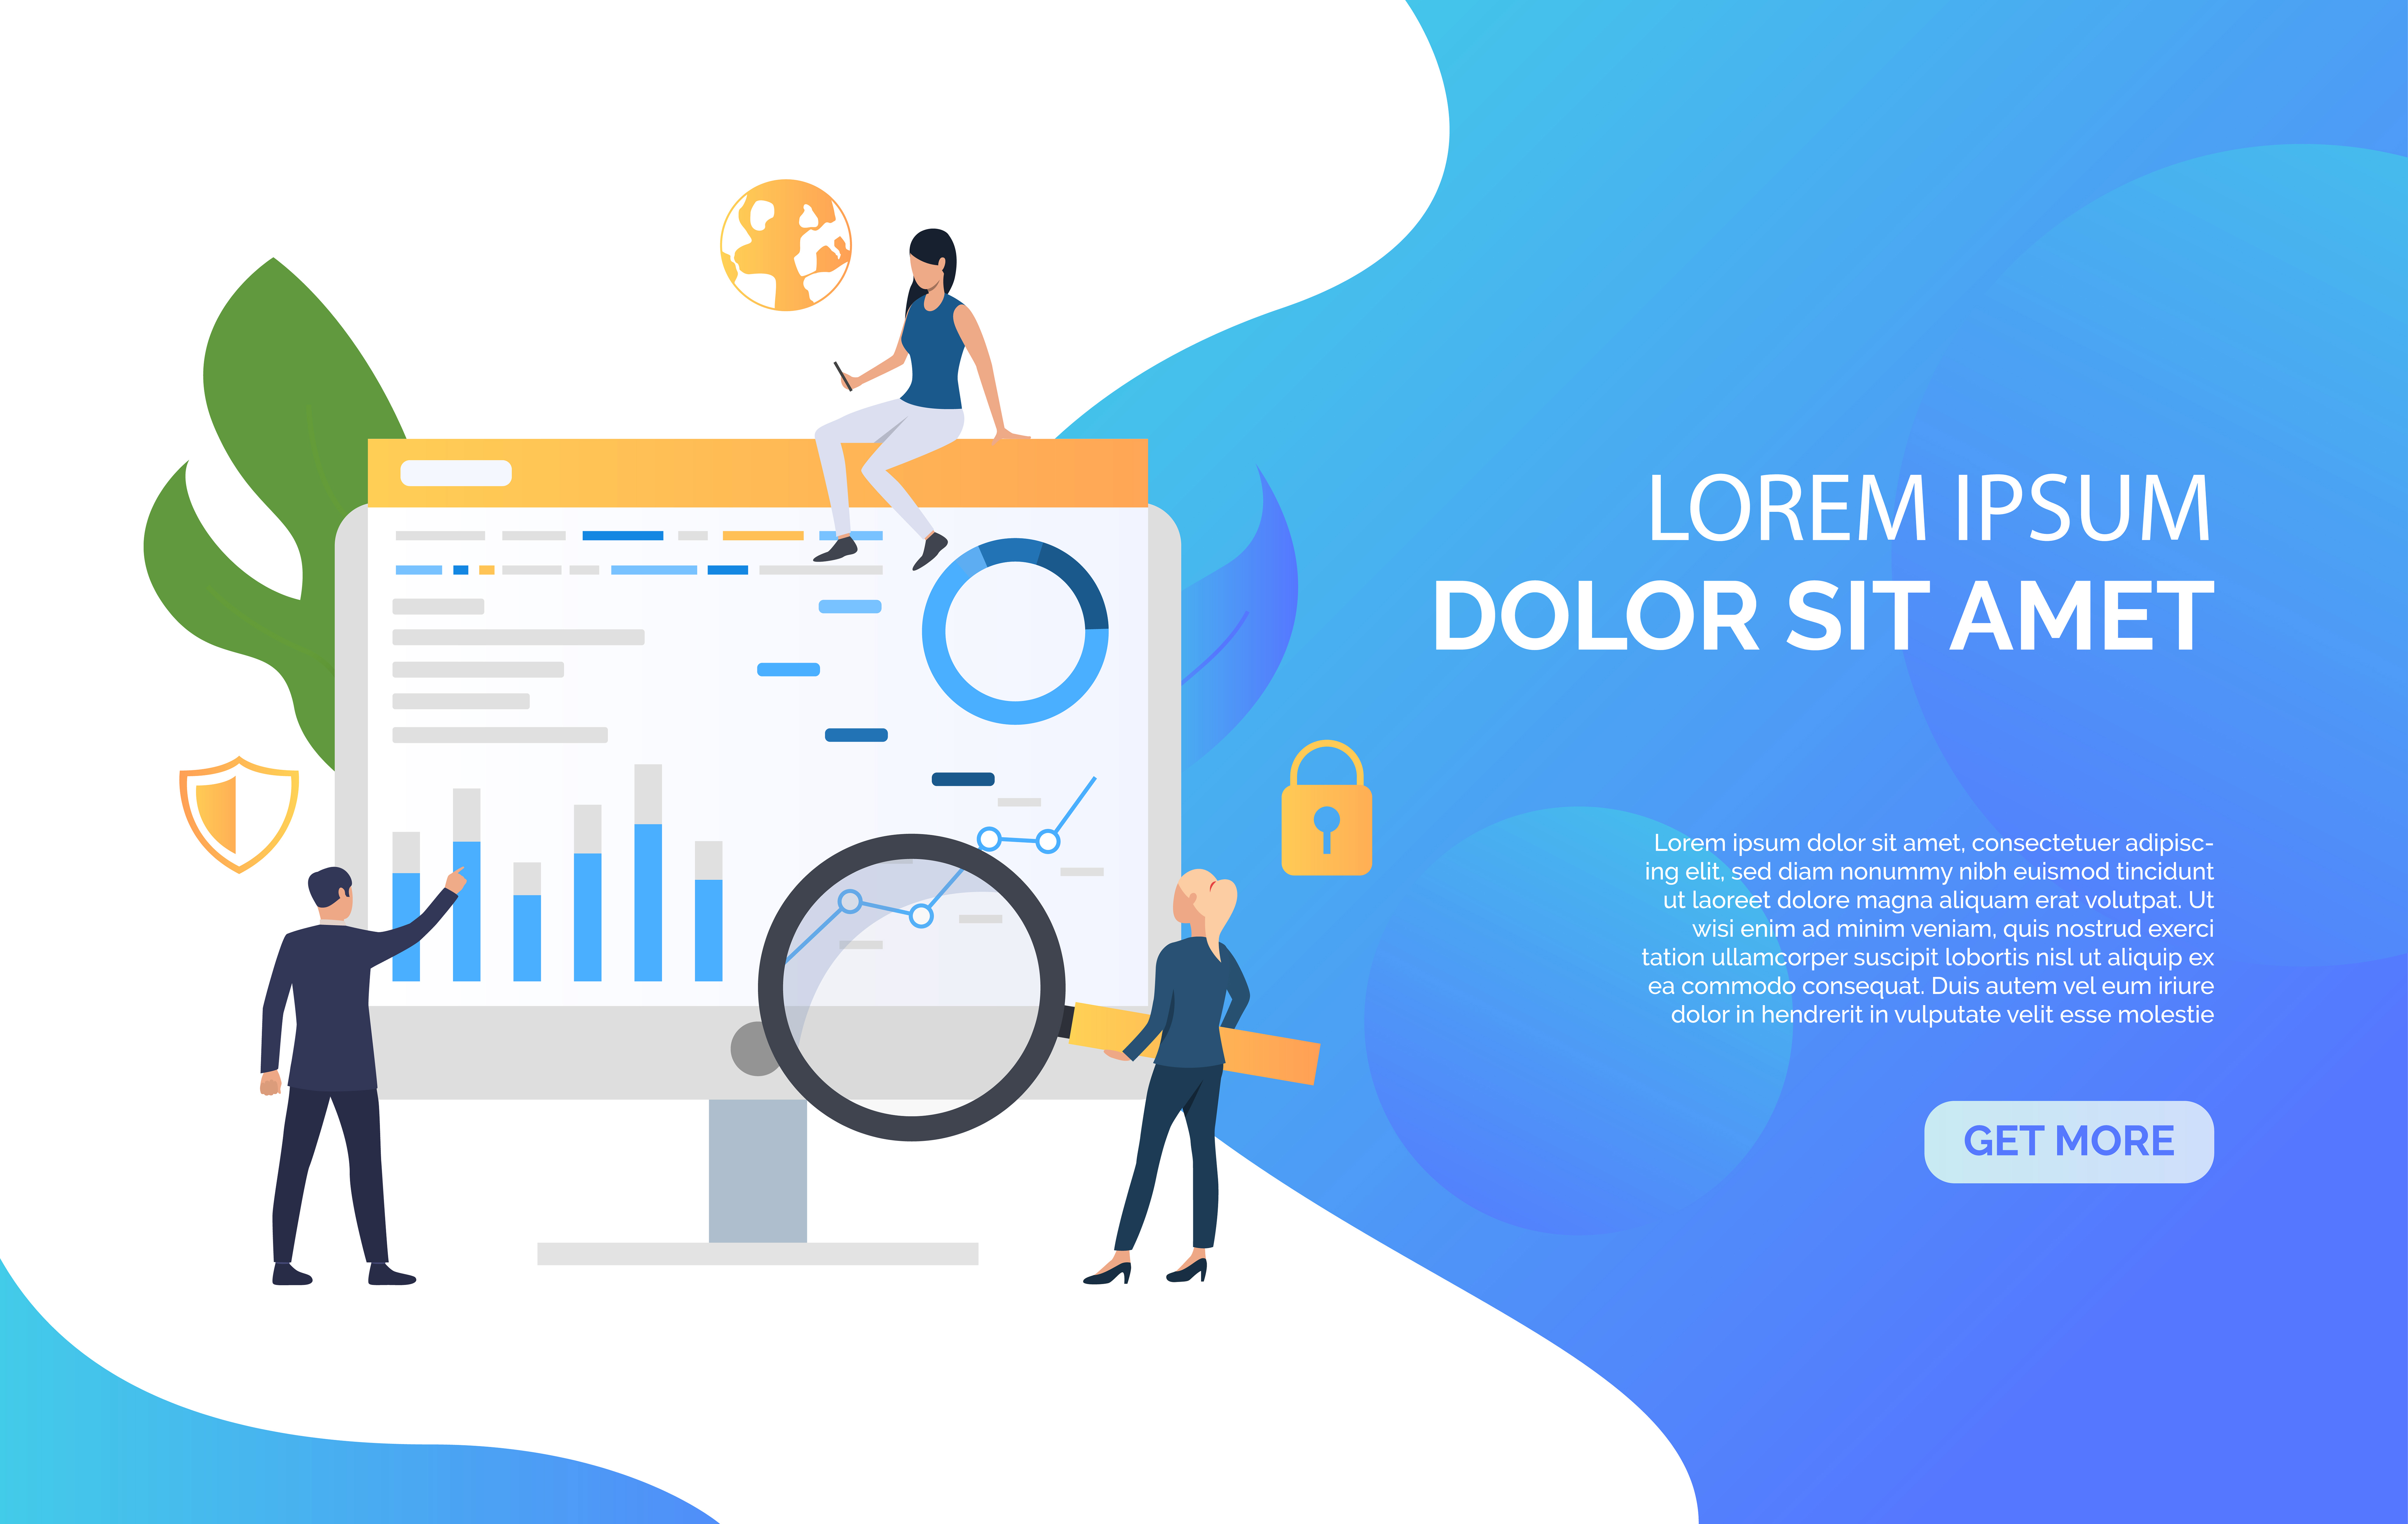 LOREM IPSUM
DOLOR SIT AMET
Lorem ipsum dolor sit amet, consectetuer adipisc-
ing elit, sed diam nonummy nibh euismod tincidunt
ut laoreet dolore magna aliquam erat volutpat. Ut
wisi enim ad minim veniam, quis nostrud exerci
tation ullamcorper suscipit lobortis nisl ut aliquip ex
ea commodo consequat. Duis autem vel eum iriure
dolor in hendrerit in vulputate velit esse molestie
GET MORE